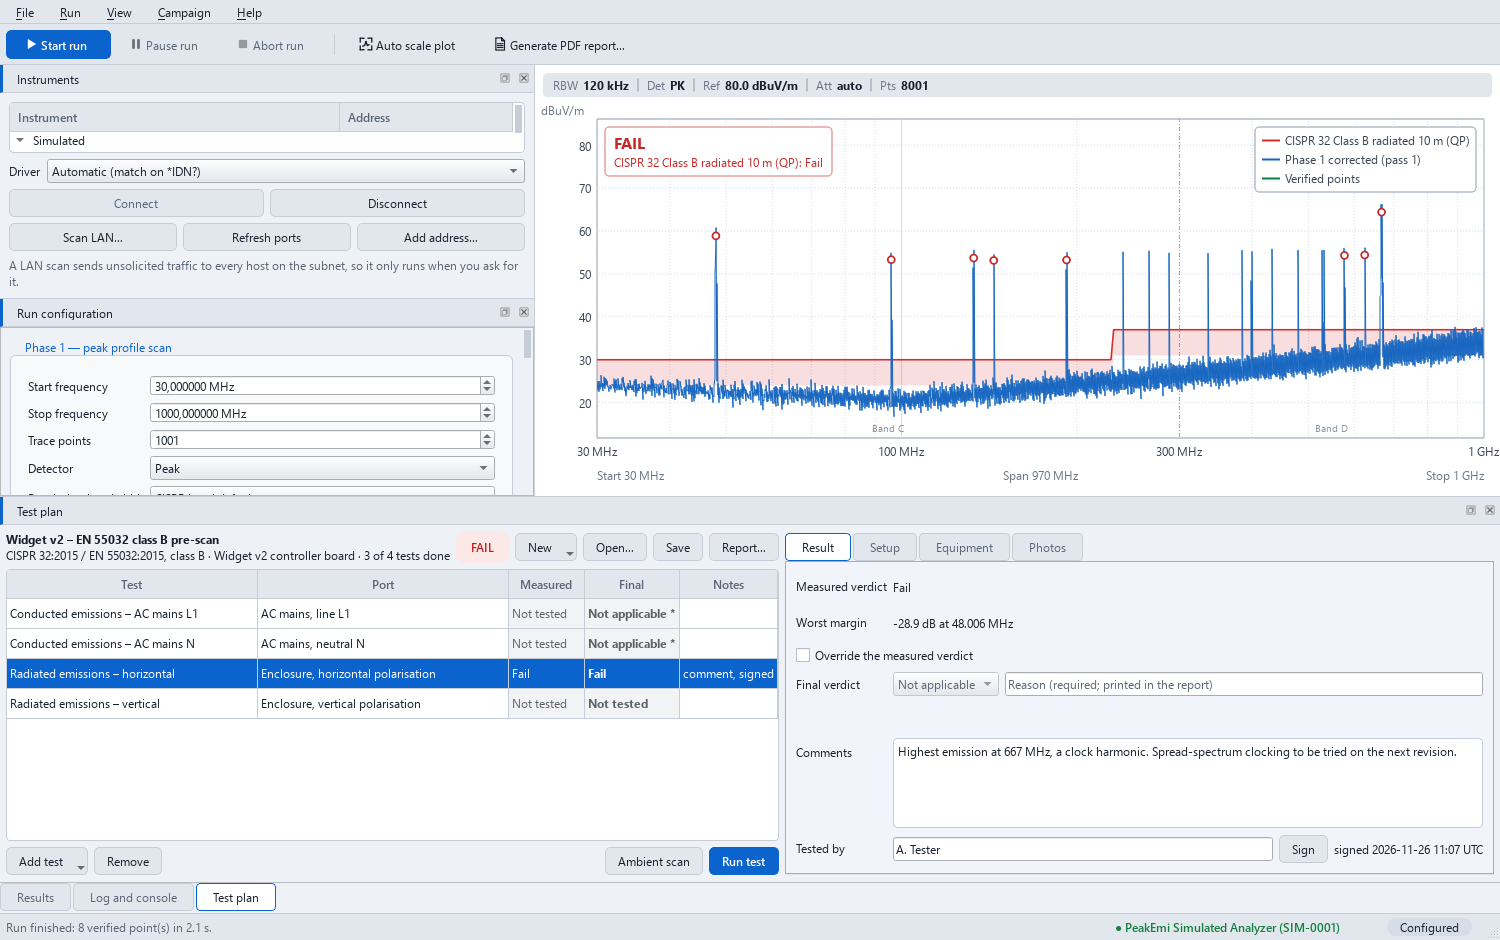 File Run View Campaign Help
Start run Pause run Abort run Auto scale plot Generate PDF report...
Instruments
Instrument Address
Simulated
Driver Automatic (match on *IDN?)
Connect Disconnect
Scan LAN... Refresh ports Add address...
A LAN scan sends unsolicited traffic to every host on the subnet, so it only runs when you ask for
it.
Run configuration
Phase 1 — peak profile scan
Start frequency 30,000000 MHz
Stop frequency 1000,000000 MHz
Trace points 1001
Detector Peak
RBW 120 kHz Det PK Ref 80.0 dBuV/m Att auto Pts 8001
dBuV/m
FAIL
CISPR 32 Class B radiated 10 m (QP): Fail
CISPR 32 Class B radiated 10 m (QP)
Phase 1 corrected (pass 1)
Verified points
80
70
60
50
40
30
20
Band C Band D
30 MHz 100 MHz 300 MHz 1 GHz
Start 30 MHz Span 970 MHz Stop 1 GHz
Test plan
Widget v2 – EN 55032 class B pre-scan
CISPR 32:2015 / EN 55032:2015, class B · Widget v2 controller board · 3 of 4 tests done
FAIL New Open... Save Report...
Test Port Measured Final Notes
Conducted emissions – AC mains L1 AC mains, line L1 Not tested Not applicable *
Conducted emissions – AC mains N AC mains, neutral N Not tested Not applicable *
Radiated emissions – horizontal Enclosure, horizontal polarisation Fail Fail comment, signed
Radiated emissions – vertical Enclosure, vertical polarisation Not tested Not tested
Add test Remove Ambient scan Run test
Result Setup Equipment Photos
Measured verdict Fail
Worst margin -28.9 dB at 48.006 MHz
Override the measured verdict
Final verdict Not applicable Reason (required; printed in the report)
Comments Highest emission at 667 MHz, a clock harmonic. Spread-spectrum clocking to be tried on the next revision.
Tested by A. Tester Sign signed 2026-11-26 11:07 UTC
Results Log and console Test plan
Run finished: 8 verified point(s) in 2.1 s. PeakEmi Simulated Analyzer (SIM-0001) Configured